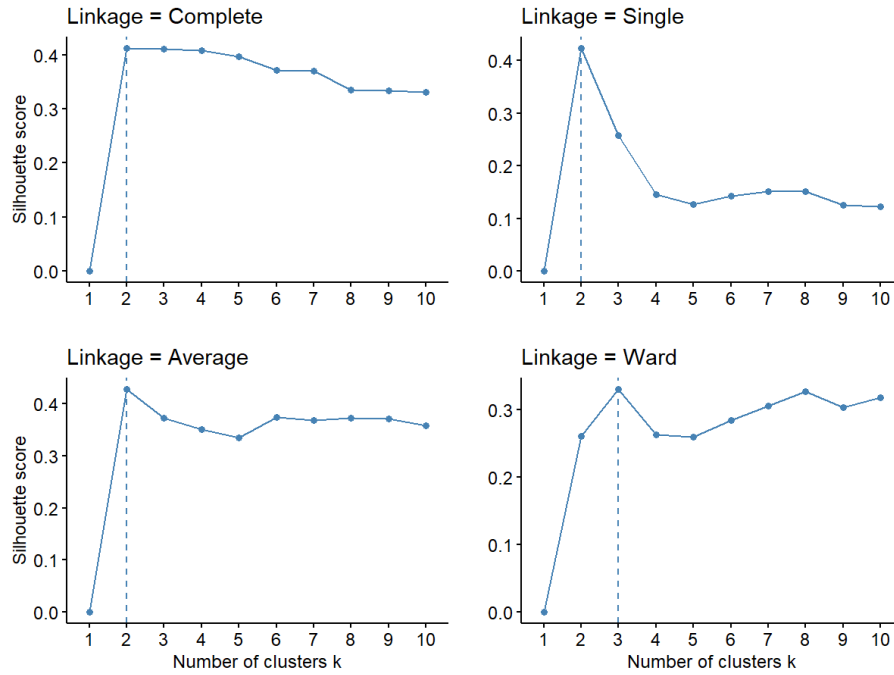 Linkage = Complete
Silhouette score
0.4
0.3
0.2
0.1
0.0
1 2 3 4 5 6 7 8 9 10
Linkage = Single
0.4
0.3
0.2
0.1
0.0
1 2 3 4 5 6 7 8 9 10
Linkage = Average
Silhouette score
0.4
0.3
0.2
0.1
0.0
1 2 3 4 5 6 7 8 9 10
Number of clusters k
Linkage = Ward
0.3
0.2
0.1
0.0
1 2 3 4 5 6 7 8 9 10
Number of clusters k